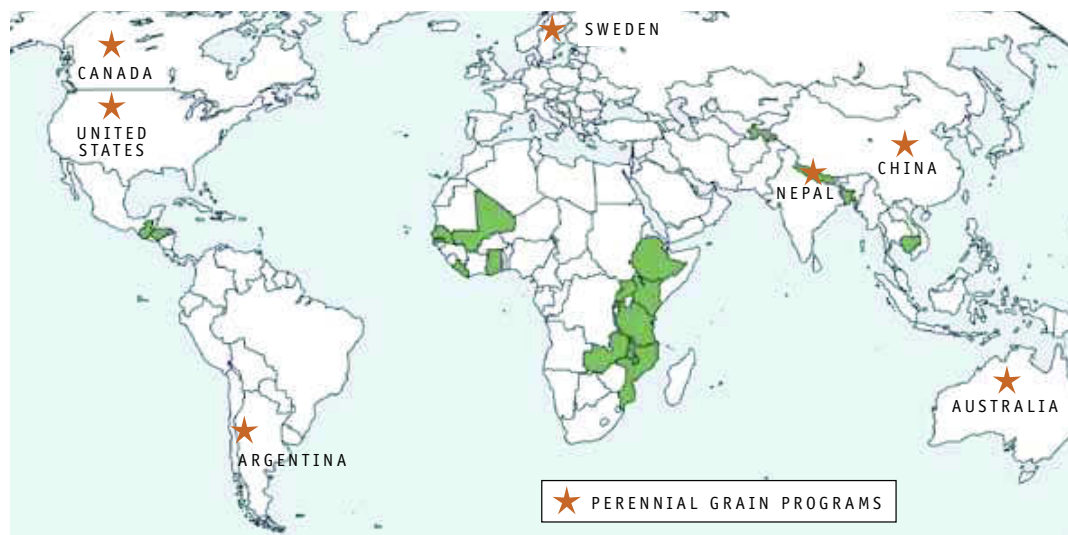 SWEDEN
CANADA
UNITED
STATES
CHINA
NEPAL
AUSTRALIA
ARGENTINA
PERENNIAL GRAIN PROGRAMS